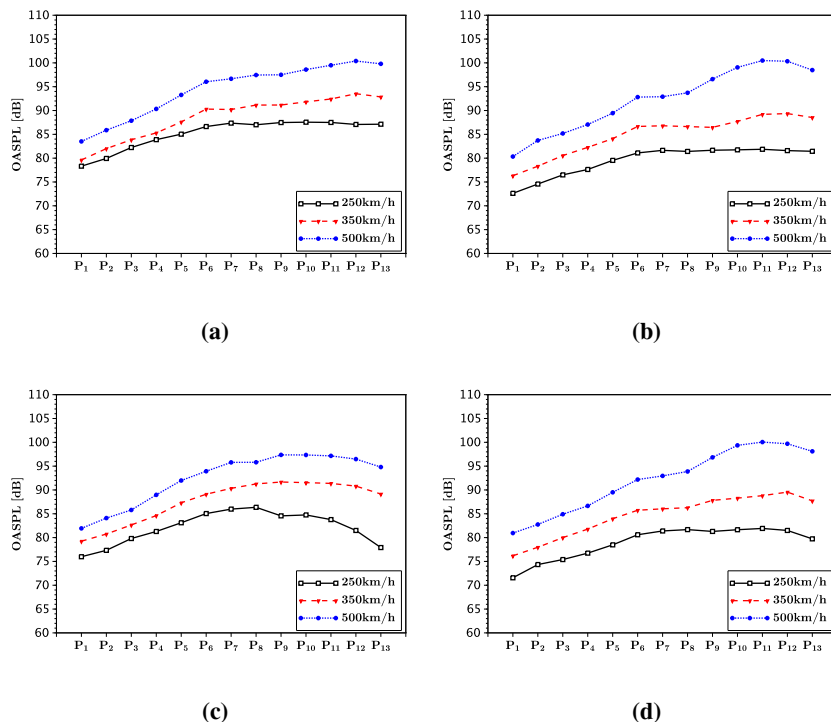 110
105
100
95
90
85
80
75
70
65
60
OASPL [dB]
250km/h
350km/h
500km/h
P₁ P₂ P₃ P₄ P₅ P₆ P₇ P₈ P₉ P₁₀ P₁₁ P₁₂ P₁₃
(a)
110
105
100
95
90
85
80
75
70
65
60
OASPL [dB]
250km/h
350km/h
500km/h
P₁ P₂ P₃ P₄ P₅ P₆ P₇ P₈ P₉ P₁₀ P₁₁ P₁₂ P₁₃
(b)
110
105
100
95
90
85
80
75
70
65
60
OASPL [dB]
250km/h
350km/h
500km/h
P₁ P₂ P₃ P₄ P₅ P₆ P₇ P₈ P₉ P₁₀ P₁₁ P₁₂ P₁₃
(c)
110
105
100
95
90
85
80
75
70
65
60
OASPL [dB]
250km/h
350km/h
500km/h
P₁ P₂ P₃ P₄ P₅ P₆ P₇ P₈ P₉ P₁₀ P₁₁ P₁₂ P₁₃
(d)